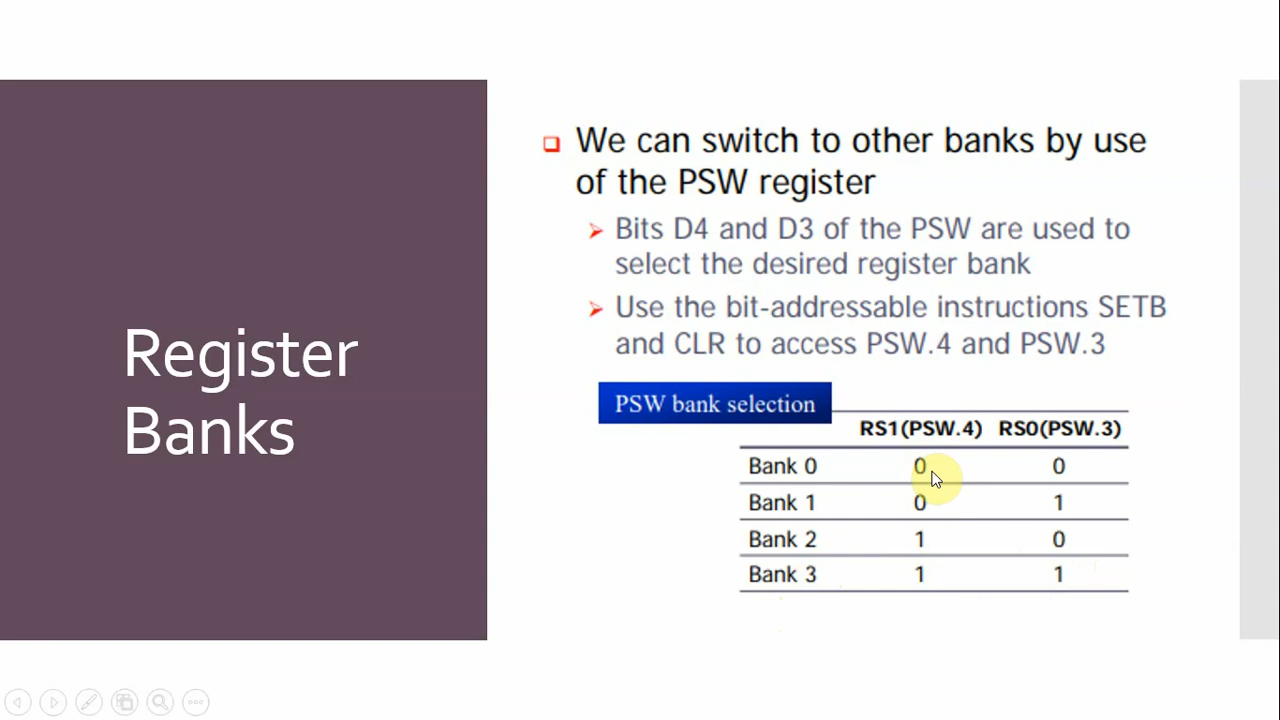 Register
Banks
We can switch to other banks by use
of the PSW register
Bits D4 and D3 of the PSW are used to
select the desired register bank
Use the bit-addressable instructions SETB
and CLR to access PSW.4 and PSW.3
PSW bank selection
RS1(PSW.4) RS0(PSW.3)
Bank 0 0 0
Bank 1 0 1
Bank 2 1 0
Bank 3 1 1